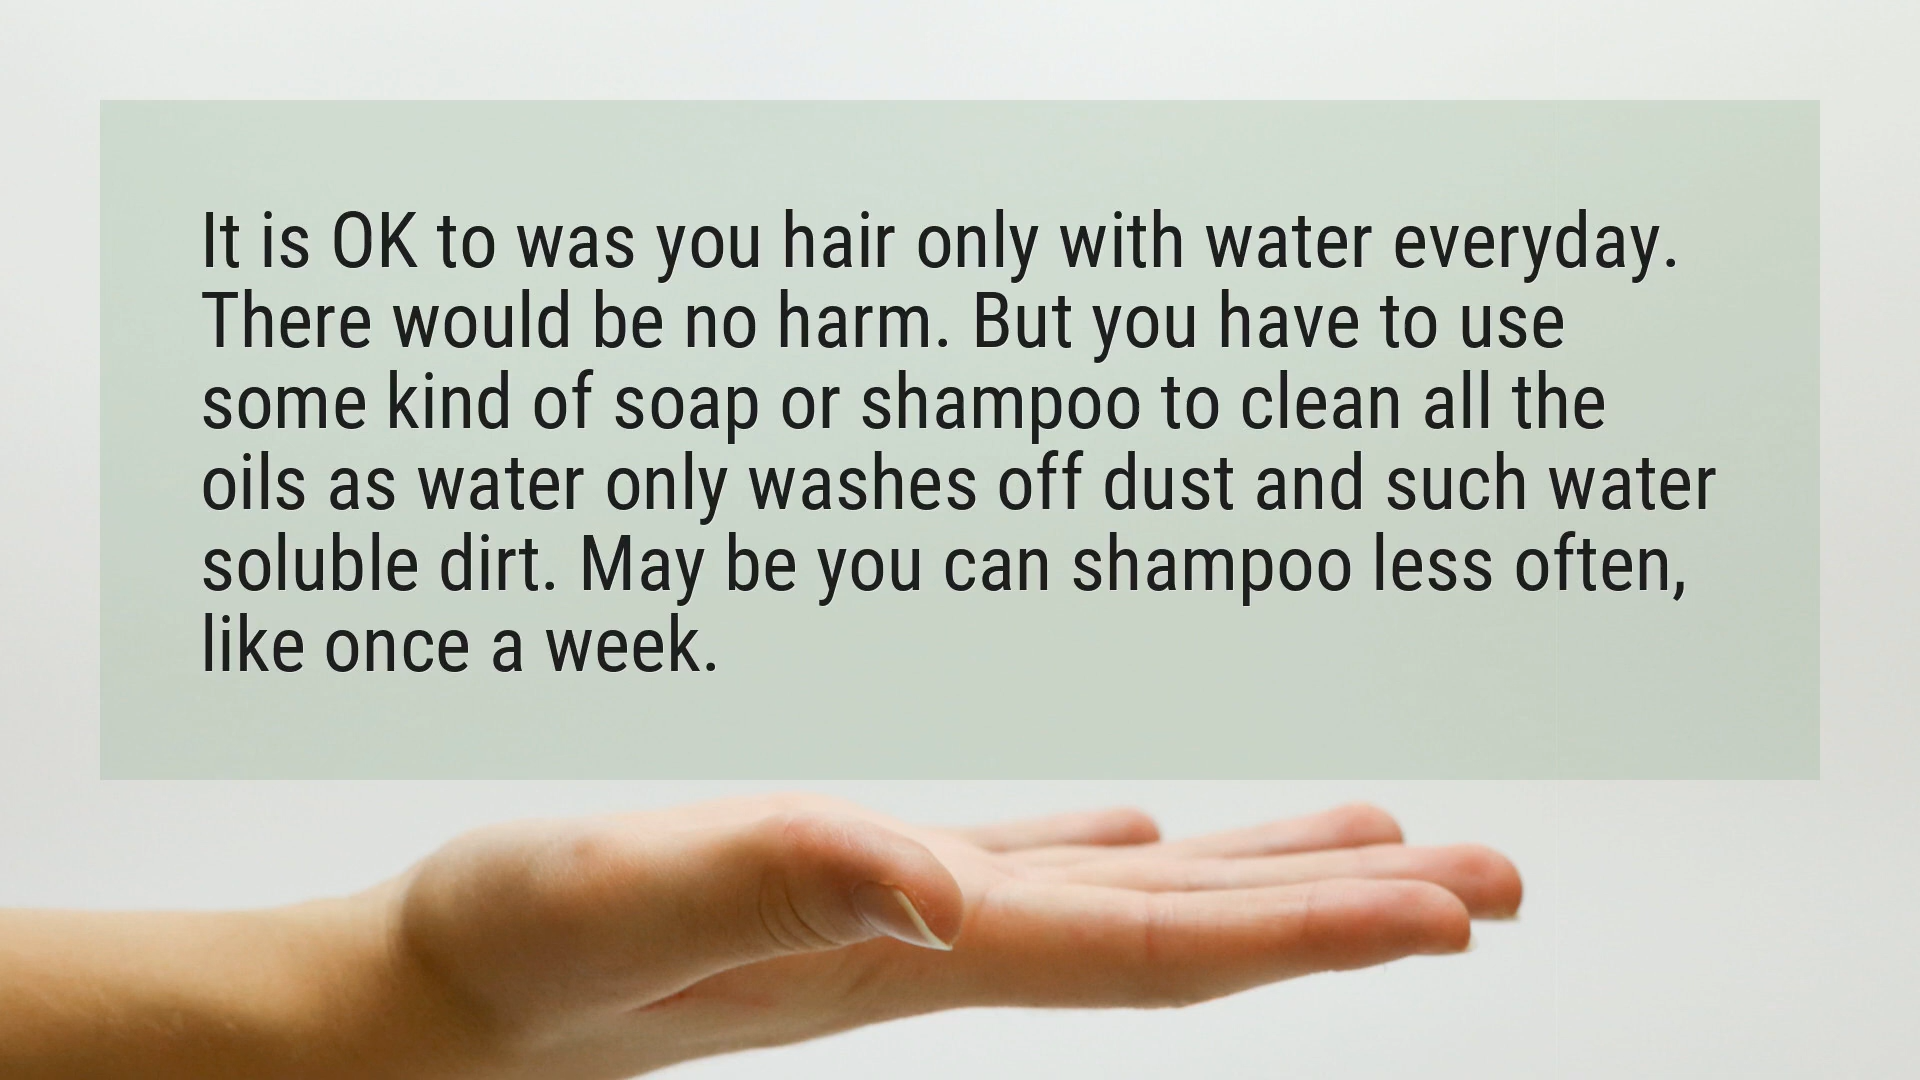 It is OK to was you hair only with water everyday.
There would be no harm. But you have to use
some kind of soap or shampoo to clean all the
oils as water only washes off dust and such water
soluble dirt. May be you can shampoo less often,
like once a week.